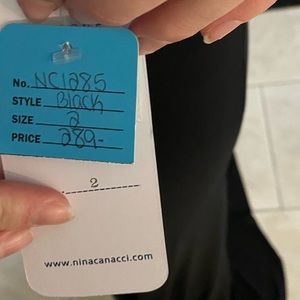 No. NC1285
STYLE Black
SIZE 2
PRICE 289-
2
www.ninacanacci.com